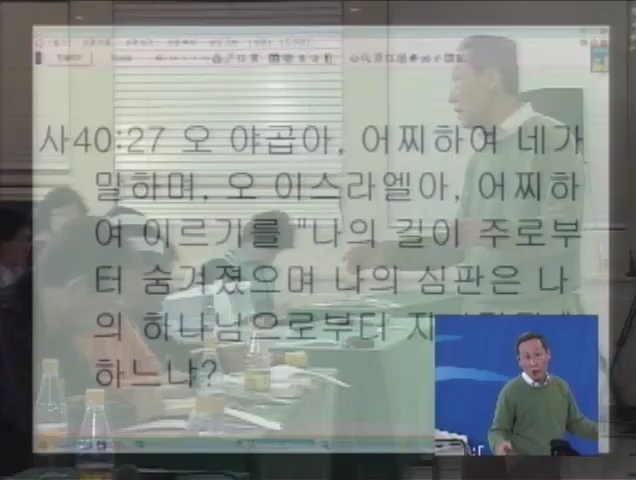 사40:27 오 야곱아, 어찌하여 네가
말하며, 오 이스라엘아, 어찌하
여 이르기를 "나의 길이 주로부
터 숨겨졌으며 나의 심판은 나
의 하나님으로부터
하느냐?